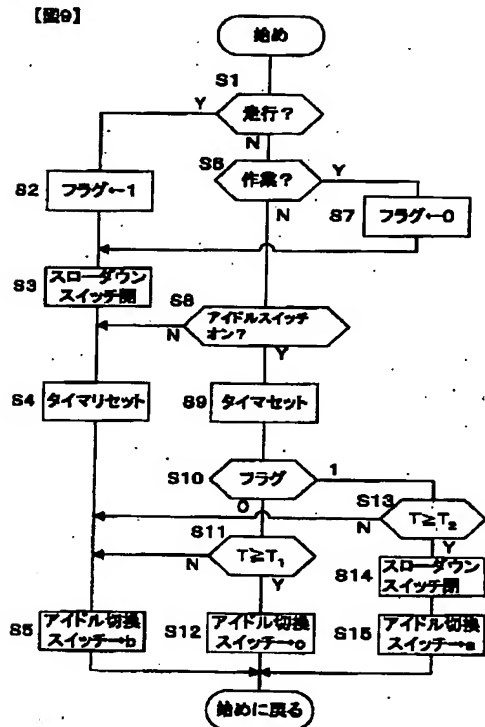 【図9】
始め
S1
走行?
Y
N
S2
フラグ←1
S6
作業?
Y
N
S7
フラグ←0
S3
スローダウン
スイッチ開
S8
アイドルスイッチ
オン?
N
Y
S4
タイマリセット
S9
タイマセット
S10
フラグ
1
0
S13
T≧T₂
N
Y
S11
T≧T₁
N
Y
S14
スローダウン
スイッチ閉
S5
アイドル切換
スイッチ→b
S12
アイドル切換
スイッチ→c
S15
アイドル切換
スイッチ→a
始めに戻る